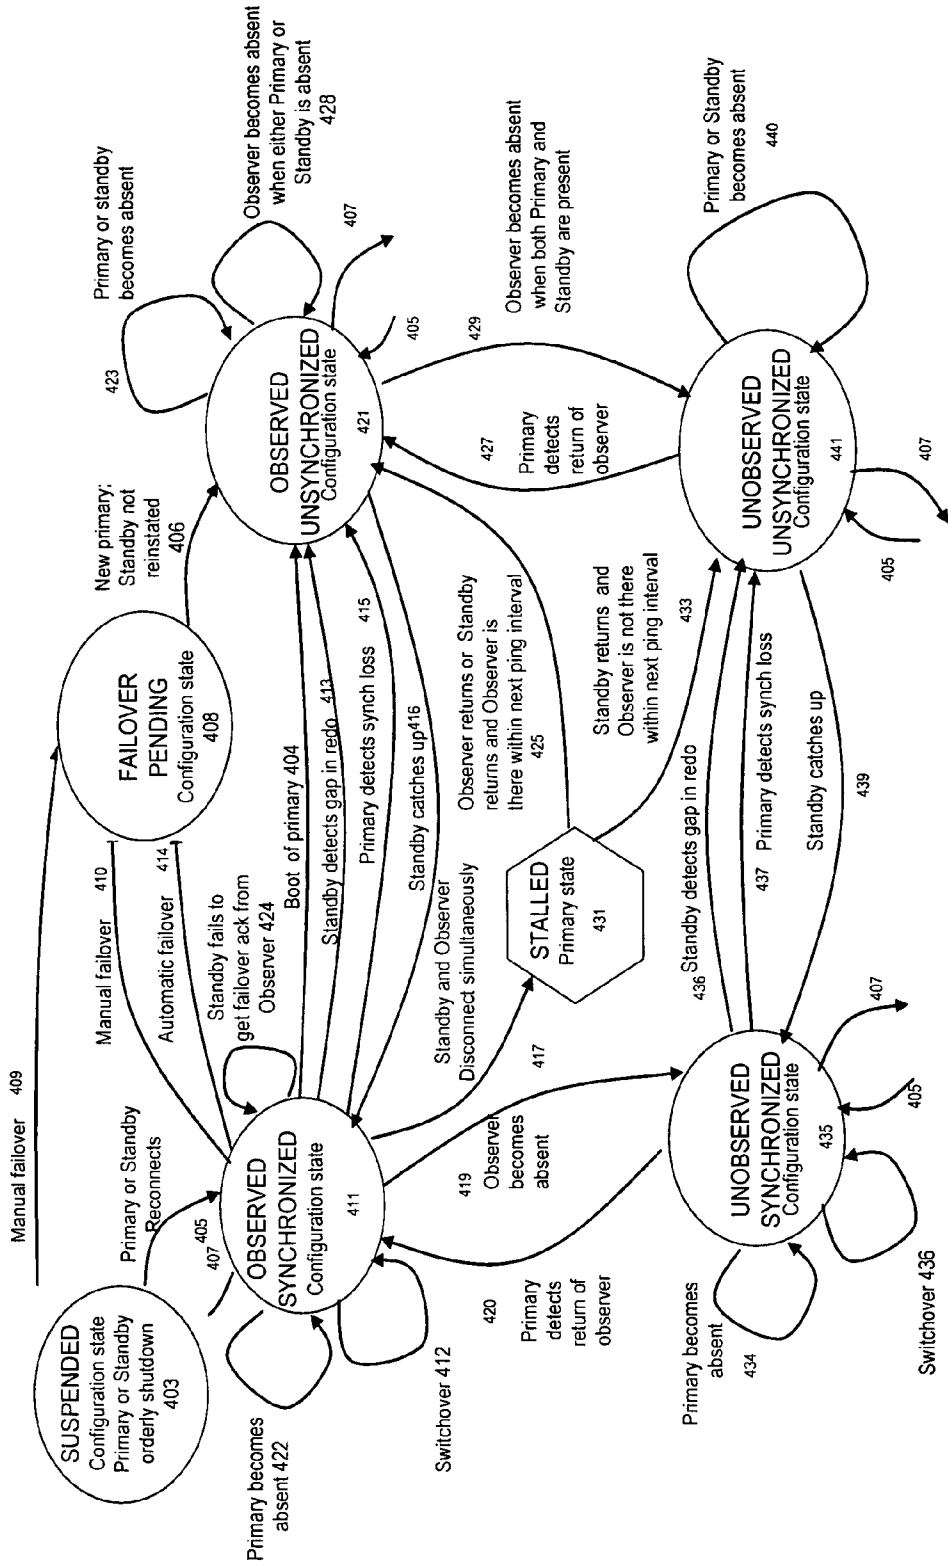 Manual failover 409
SUSPENDED
Configuration state
Primary or Standby
orderly shutdown
403
Primary or Standby
Reconnects
405
407
Manual failover
410
Automatic failover
414
FAILOVER
PENDING
Configuration state
408
New primary;
Standby not
reinstated
406
Standby fails to
get failover ack from
Observer 424
OBSERVED
SYNCHRONIZED
Configuration state
411
Primary becomes
absent 422
Switchover 412
Boot of primary 404
Standby detects gap in redo
413
Primary detects synch loss
415
Standby catches up
416
OBSERVED
UNSYNCHRONIZED
Configuration state
421
423
Primary or standby
becomes absent
Observer becomes absent
when either Primary or
Standby is absent
428
407
405
Standby and Observer
Disconnect simultaneously
417
STALLED
Primary state
431
Observer returns or Standby
returns and Observer is
there within next ping interval
425
Standby returns and
Observer is not there
within next ping interval
433
419
Observer
becomes
absent
420
Primary
detects
return of
observer
427
Primary
detects
return of
observer
429
Observer becomes absent
when both Primary and
Standby are present
UNOBSERVED
SYNCHRONIZED
Configuration state
435
Primary becomes
absent
434
Switchover 436
405
407
436
Standby detects gap in redo
437
Primary detects synch loss
Standby catches up
439
UNOBSERVED
UNSYNCHRONIZED
Configuration state
441
405
407
Primary or Standby
becomes absent
440